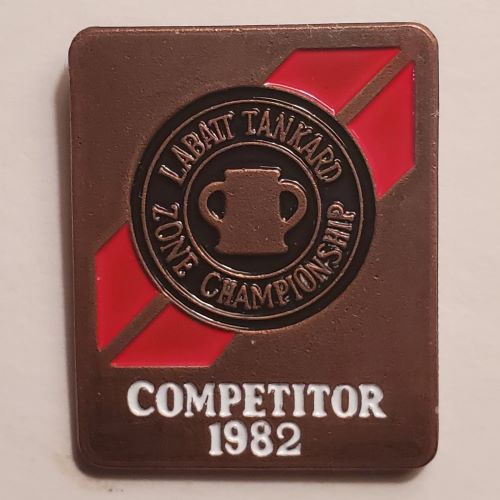 LABATT TANKARD
ZONE CHAMPIONSHIP
COMPETITOR
1982